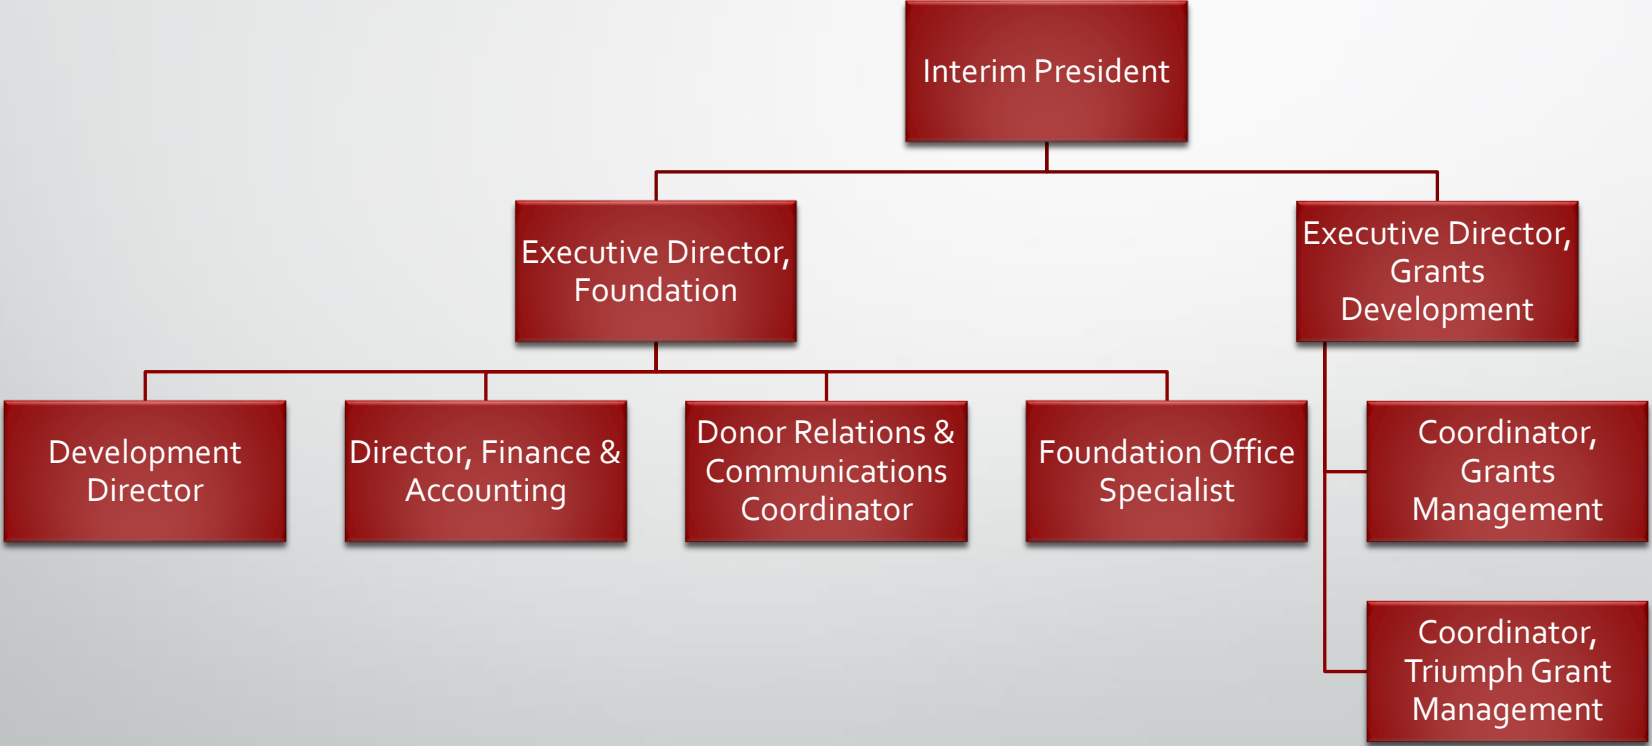 Interim President
Executive Director,
Foundation
Executive Director,
Grants
Development
Development
Director
Director, Finance &
Accounting
Donor Relations &
Communications
Coordinator
Foundation Office
Specialist
Coordinator,
Grants
Management
Coordinator,
Triumph Grant
Management